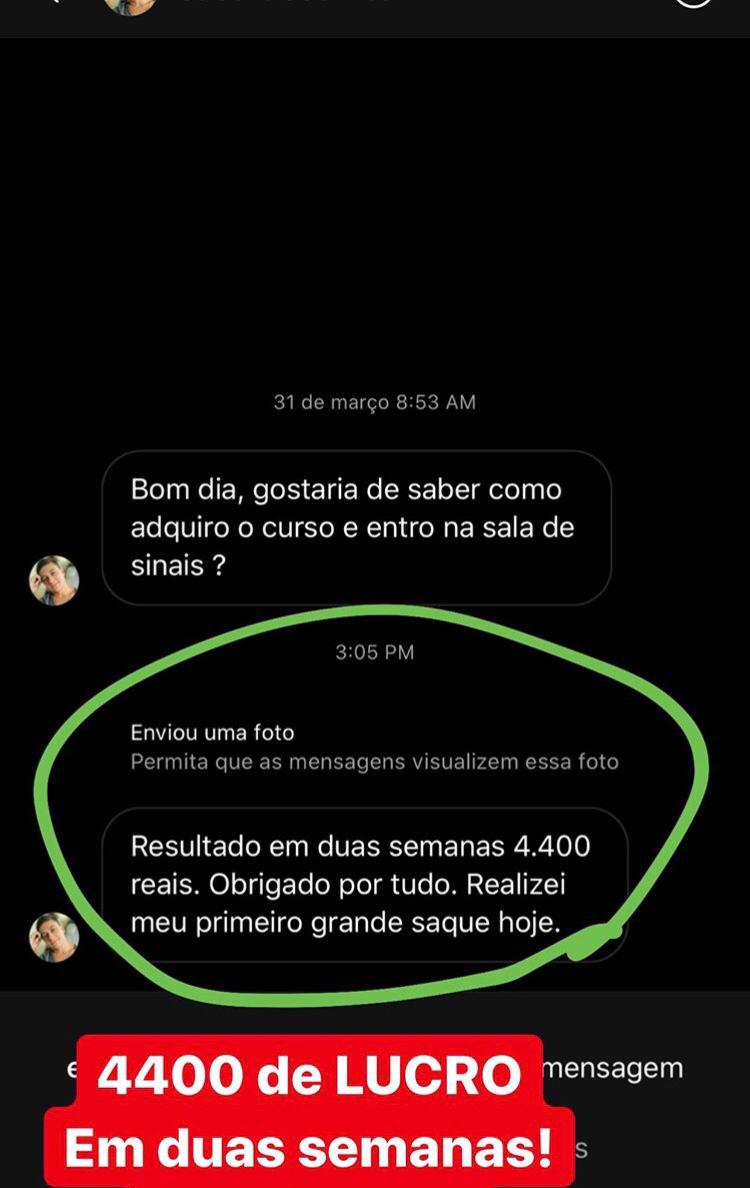 31 de março 8:53 AM
Bom dia, gostaria de saber como
adquiro o curso e entro na sala de
sinais ?
3:05 PM
Enviou uma foto
Permita que as mensagens visualizem essa foto
Resultado em duas semanas 4.400
reais. Obrigado por tudo. Realizei
meu primeiro grande saque hoje.
4400 de LUCRO
mensagem
Em duas semanas!